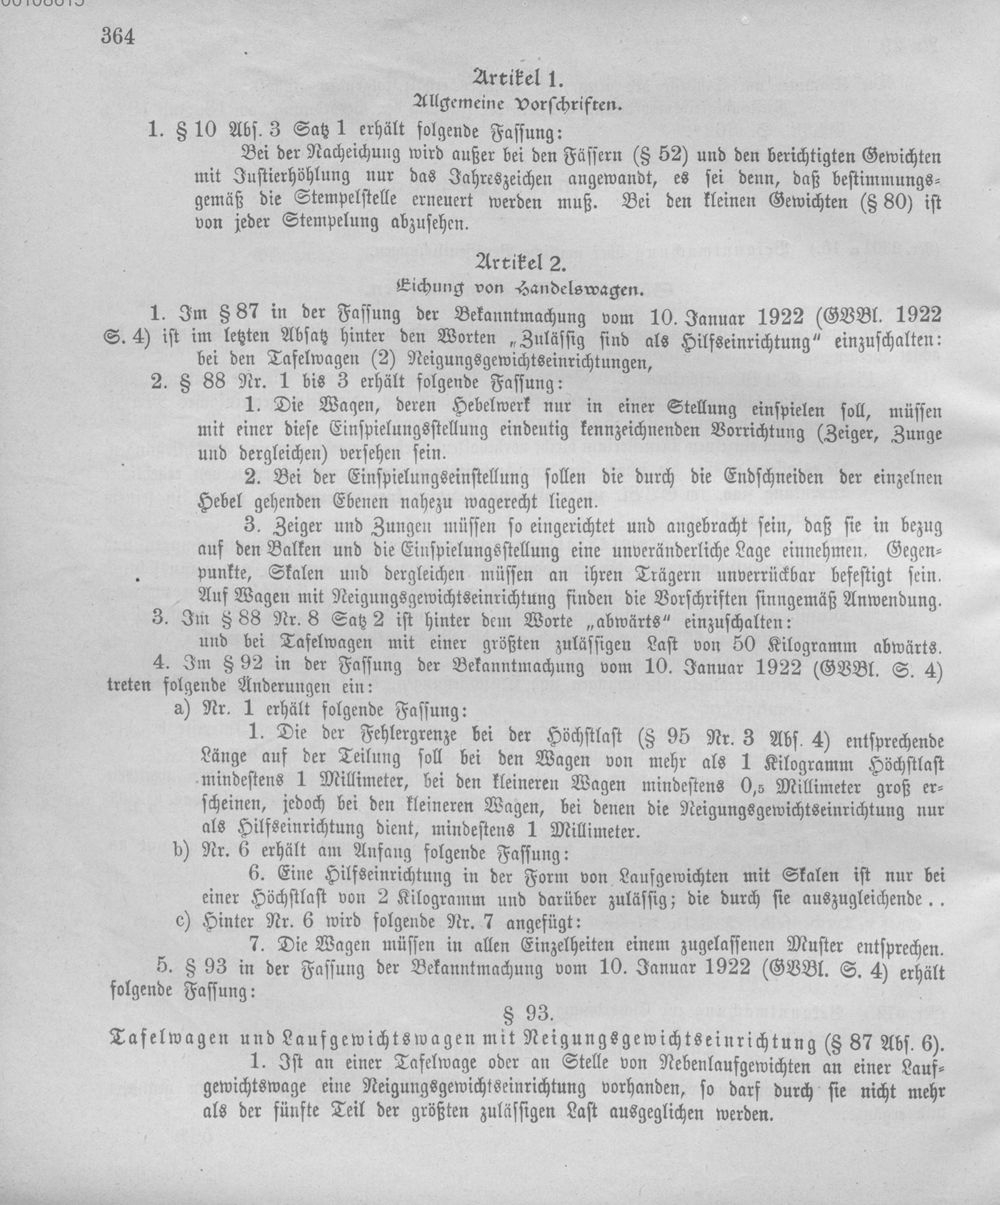 00108615
364
Artikel 1.
Allgemeine Vorschriften.
1. § 10 Abs. 3 Satz 1 erhält folgende Fassung:
Bei der Nacheichung wird außer bei den Fässern (§ 52) und den berichtigten Gewichten
mit Justierhöhlung nur das Jahreszeichen angewandt, es sei denn, daß bestimmungs-
gemäß die Stempelstelle erneuert werden muß. Bei den kleinen Gewichten (§ 80) ist
von jeder Stempelung abzusehen.
Artikel 2.
Eichung von Handelswagen.
1. Im § 87 in der Fassung der Bekanntmachung vom 10. Januar 1922 (GVBl. 1922
S. 4) ist im letzten Absatz hinter den Worten „Zulässig sind als Hilfseinrichtung“ einzuschalten:
bei den Tafelwagen (2) Neigungsgewichtseinrichtungen,
2. § 88 Nr. 1 bis 3 erhält folgende Fassung:
1. Die Wagen, deren Hebelwerk nur in einer Stellung einspielen soll, müssen
mit einer diese Einspielungsstellung eindeutig kennzeichnenden Vorrichtung (Zeiger, Zunge
und dergleichen) versehen sein.
2. Bei der Einspielungseinstellung sollen die durch die Endschneiden der einzelnen
Hebel gehenden Ebenen nahezu wagerecht liegen.
3. Zeiger und Zungen müssen so eingerichtet und angebracht sein, daß sie in bezug
auf den Balken und die Einspielungsstellung eine unveränderliche Lage einnehmen. Gegen-
punkte, Skalen und dergleichen müssen an ihren Trägern unverrückbar befestigt sein.
Auf Wagen mit Neigungsgewichtseinrichtung finden die Vorschriften sinngemäß Anwendung.
3. Im § 88 Nr. 8 Satz 2 ist hinter dem Worte „abwärts“ einzuschalten:
und bei Tafelwagen mit einer größten zulässigen Last von 50 Kilogramm abwärts.
4. Im § 92 in der Fassung der Bekanntmachung vom 10. Januar 1922 (GVBl. S. 4)
treten folgende Änderungen ein:
a) Nr. 1 erhält folgende Fassung:
1. Die der Fehlergrenze bei der Höchstlast (§ 95 Nr. 3 Abs. 4) entsprechende
Länge auf der Teilung soll bei den Wagen von mehr als 1 Kilogramm Höchstlast
mindestens 1 Millimeter, bei den kleineren Wagen mindestens 0,5 Millimeter groß er-
scheinen, jedoch bei den kleineren Wagen, bei denen die Neigungsgewichtseinrichtung nur
als Hilfseinrichtung dient, mindestens 1 Millimeter.
b) Nr. 6 erhält am Anfang folgende Fassung:
6. Eine Hilfseinrichtung in der Form von Laufgewichten mit Skalen ist nur bei
einer Höchstlast von 2 Kilogramm und darüber zulässig; die durch sie auszugleichende . .
c) Hinter Nr. 6 wird folgende Nr. 7 angefügt:
7. Die Wagen müssen in allen Einzelheiten einem zugelassenen Muster entsprechen.
5. § 93 in der Fassung der Bekanntmachung vom 10. Januar 1922 (GVBl. S. 4) erhält
folgende Fassung:
§ 93.
Tafelwagen und Laufgewichtswagen mit Neigungsgewichtseinrichtung (§ 87 Abs. 6).
1. Ist an einer Tafelwage oder an Stelle von Nebenlaufgewichten an einer Lauf-
gewichtswage eine Neigungsgewichtseinrichtung vorhanden, so darf durch sie nicht mehr
als der fünfte Teil der größten zulässigen Last ausgeglichen werden.